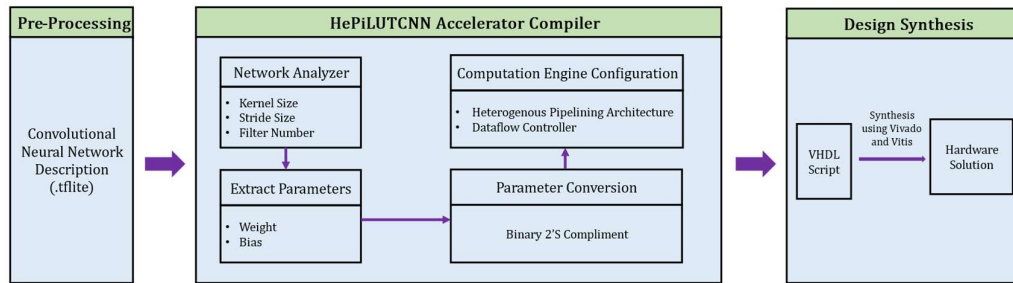 Pre-Processing
Convolutional
Neural Network
Description
(.tflite)
HePiLUTCNN Accelerator Compiler
Network Analyzer
• Kernel Size
• Stride Size
• Filter Number
Extract Parameters
• Weight
• Bias
Parameter Conversion
Binary 2'S Compliment
Computation Engine Configuration
• Heterogenous Pipelining Architecture
• Dataflow Controller
Design Synthesis
VHDL
Script
Synthesis
using Vivado
and Vitis
Hardware
Solution